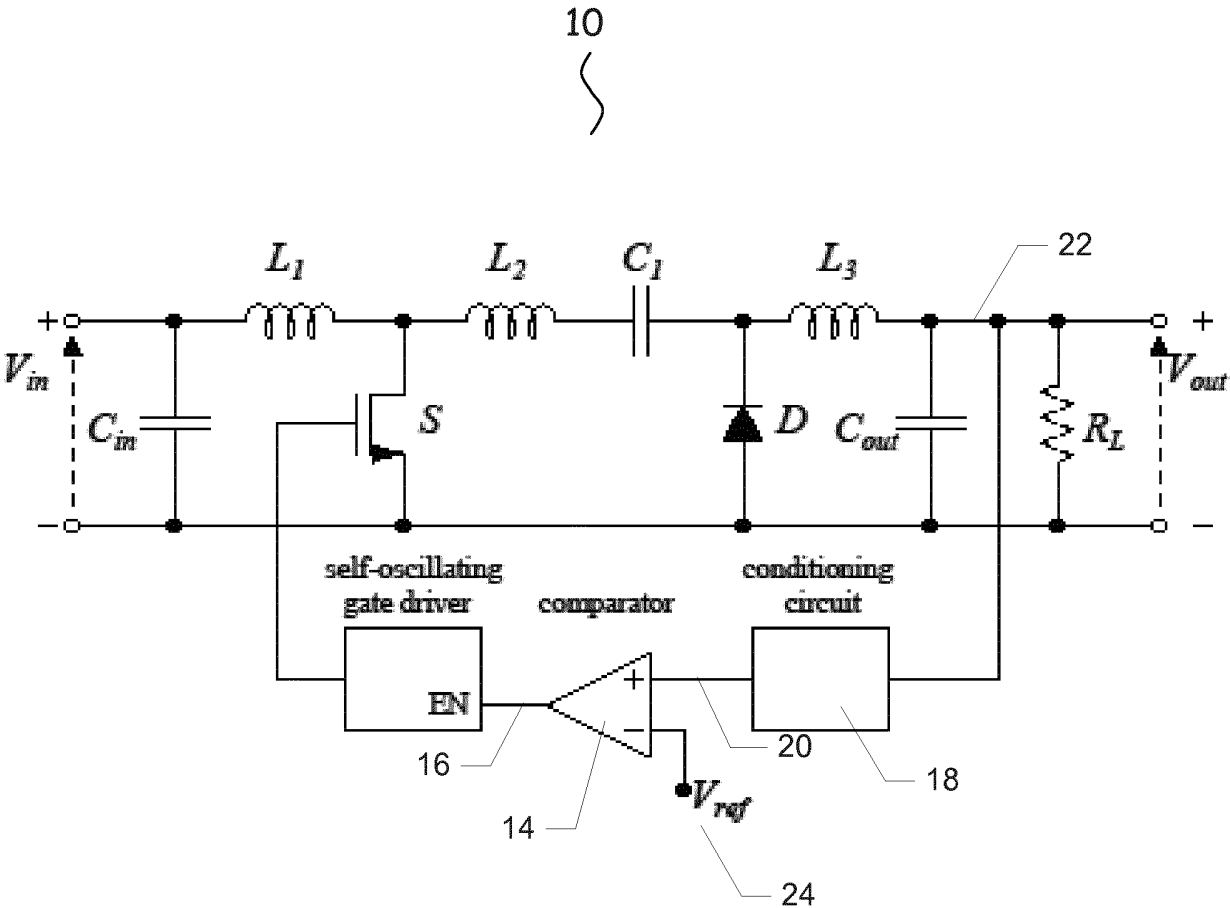 10
L1 L2 C1 L3 22
+ +
Vin Vout
Cin S D Cout RL
− −
self-oscillating
gate driver
comparator
conditioning
circuit
EN
+
−
16 20 18
14 Vref
24